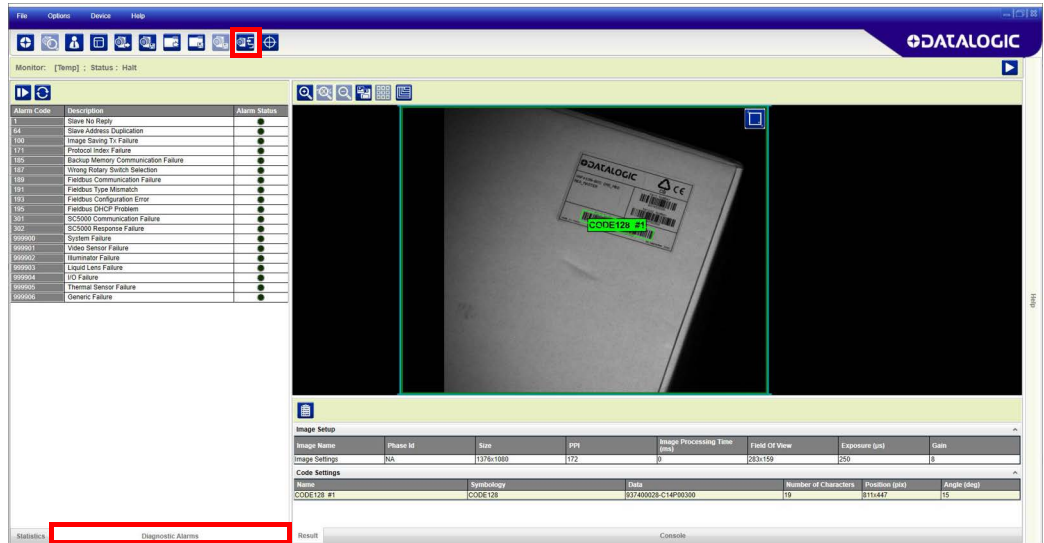 File Options Device Help
DATALOGIC
Monitor: [Temp] ; Status : Halt
Alarm Code Description Alarm Status
1 Slave No Reply
64 Slave Address Duplication
100 Image Saving Tx Failure
171 Protocol Index Failure
185 Backup Memory Communication Failure
187 Wrong Rotary Switch Selection
189 Fieldbus Communication Failure
191 Fieldbus Type Mismatch
193 Fieldbus Configuration Error
195 Fieldbus DHCP Problem
301 SC5000 Communication Failure
302 SC5000 Response Failure
999900 System Failure
999901 Video Sensor Failure
999902 Illuminator Failure
999903 Liquid Lens Failure
999904 I/O Failure
999905 Thermal Sensor Failure
999906 Generic Failure
DATALOGIC
CE
CODE128 #1
Help
Image Setup
Image Name Phase Id Size PPI Image Processing Time (ms) Field Of View Exposure (µs) Gain
Image Settings NA 1376x1080 172 0 283x159 250 8
Code Settings
Name Symbology Data Number of Characters Position (pix) Angle (deg)
CODE128 #1 CODE128 937400028-C14P00300 19 811x447 15
Statistics Diagnostic Alarms Result Console